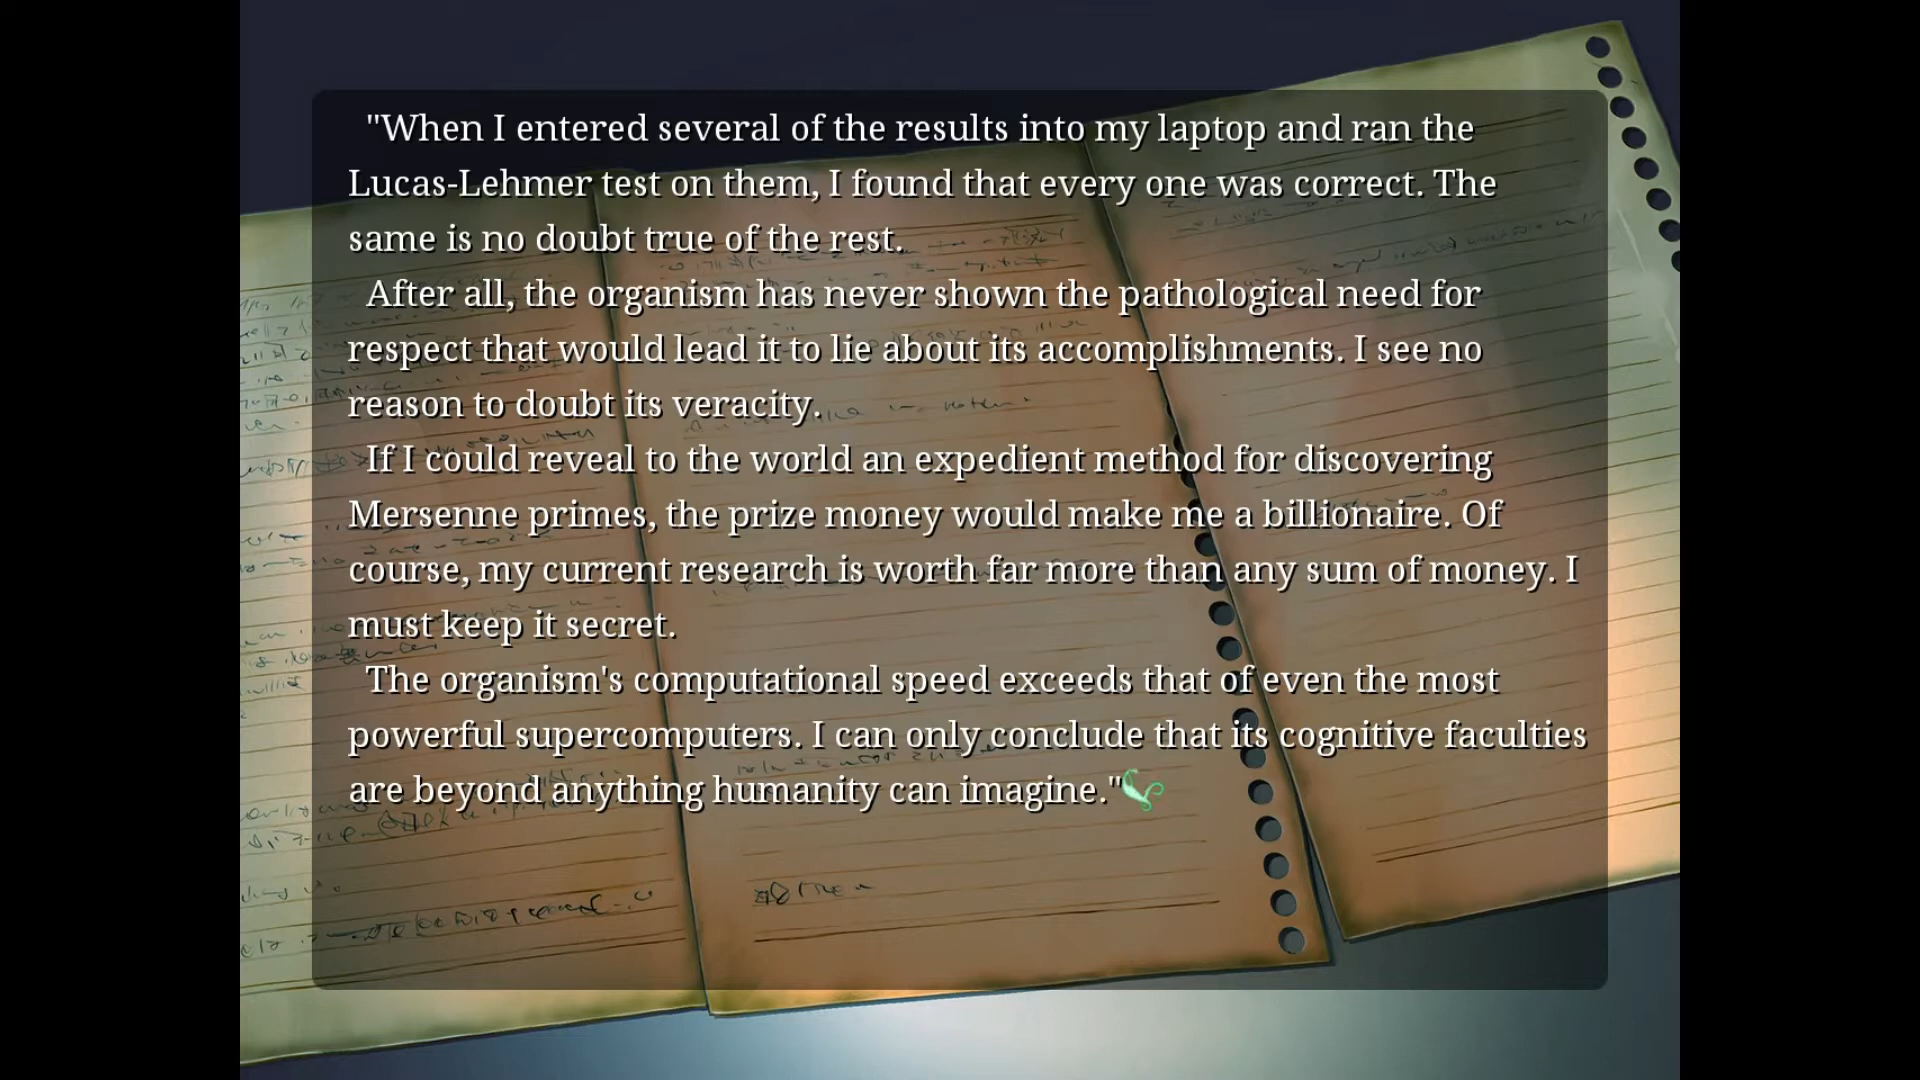 "When I entered several of the results into my laptop and ran the
Lucas-Lehmer test on them, I found that every one was correct. The
same is no doubt true of the rest.
After all, the organism has never shown the pathological need for
respect that would lead it to lie about its accomplishments. I see no
reason to doubt its veracity.
If I could reveal to the world an expedient method for discovering
Mersenne primes, the prize money would make me a billionaire. Of
course, my current research is worth far more than any sum of money. I
must keep it secret.
The organism's computational speed exceeds that of even the most
powerful supercomputers. I can only conclude that its cognitive faculties
are beyond anything humanity can imagine."